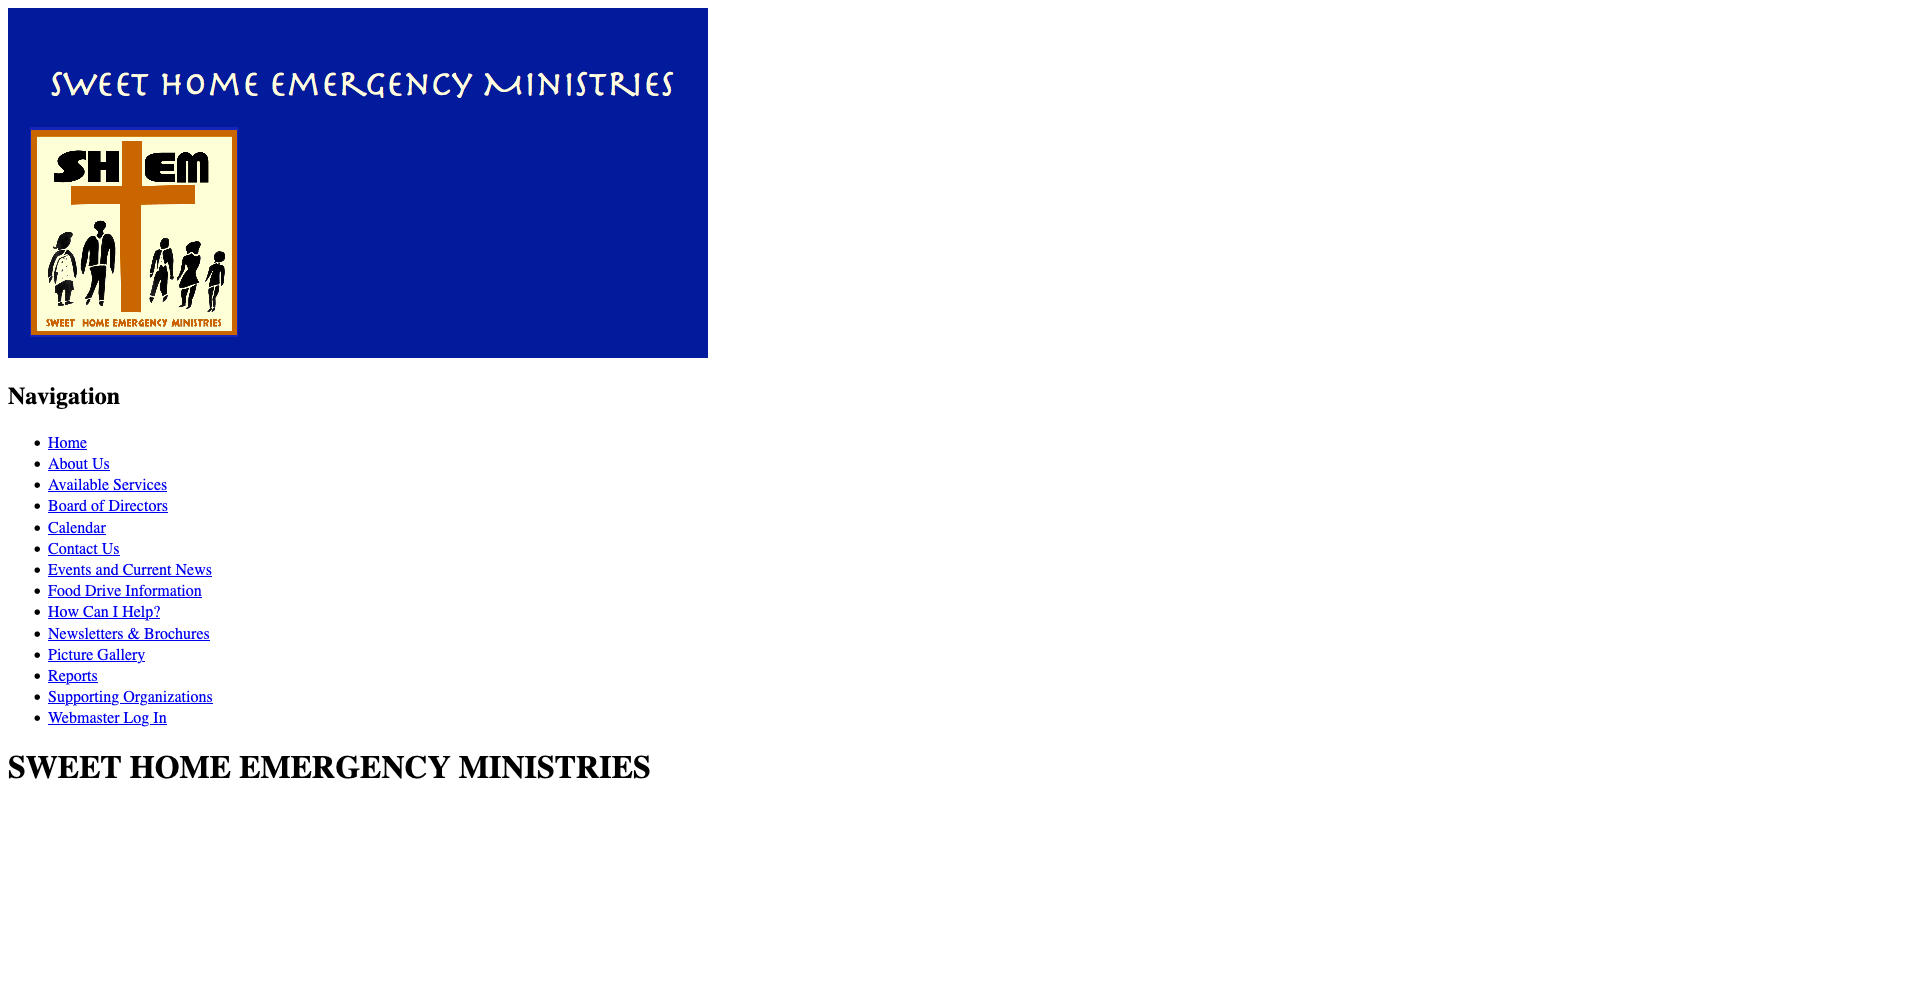 SWEET HOME EMERGENCY MINISTRIES
SH EM
SWEET HOME EMERGENCY MINISTRIES
Navigation
Home
About Us
Available Services
Board of Directors
Calendar
Contact Us
Events and Current News
Food Drive Information
How Can I Help?
Newsletters & Brochures
Picture Gallery
Reports
Supporting Organizations
Webmaster Log In
SWEET HOME EMERGENCY MINISTRIES